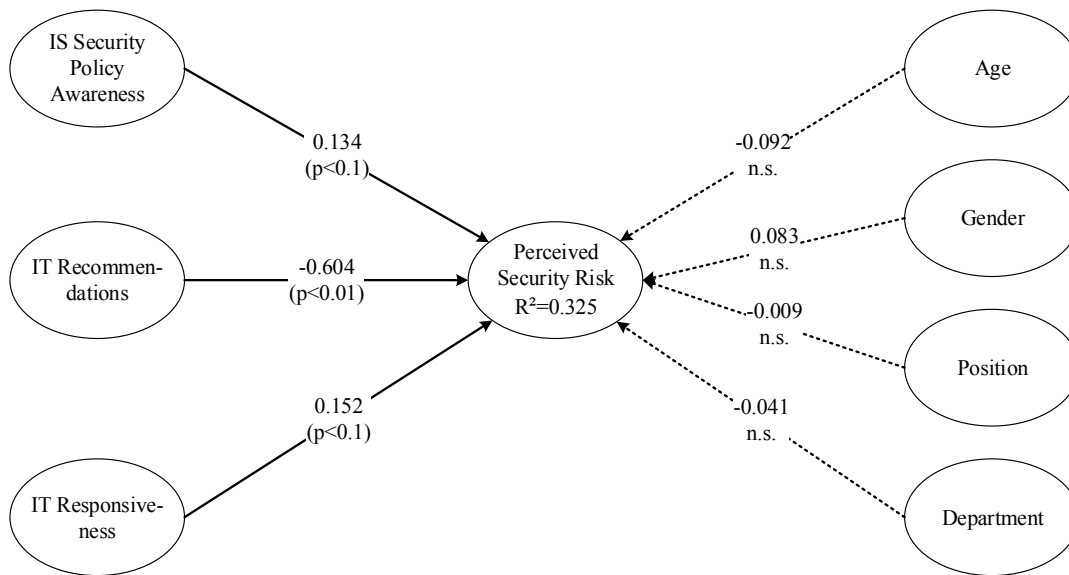 IS Security
Policy
Awareness
0.134
(p<0.1)
IT Recommen-
dations
-0.604
(p<0.01)
IT Responsive-
ness
0.152
(p<0.1)
Perceived
Security Risk
R²=0.325
Age
-0.092
n.s.
Gender
0.083
n.s.
Position
-0.009
n.s.
Department
-0.041
n.s.